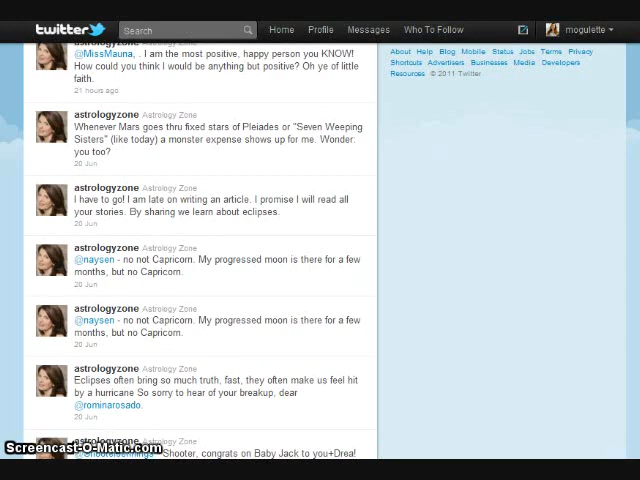 twitter
Search
Home Profile Messages Who To Follow
mogulette
astrologyzone Astrology Zone
@MissMauna, . I am the most positive, happy person you KNOW!
How could you think I would be anything but positive? Oh ye of little
faith.
21 hours ago
astrologyzone Astrology Zone
Whenever Mars goes thru fixed stars of Pleiades or "Seven Weeping
Sisters" (like today) a monster expense shows up for me. Wonder:
you too?
20 Jun
astrologyzone Astrology Zone
I have to go! I am late on writing an article. I promise I will read all
your stories. By sharing we learn about eclipses.
20 Jun
astrologyzone Astrology Zone
@naysen - no not Capricorn. My progressed moon is there for a few
months, but no Capricorn.
20 Jun
astrologyzone Astrology Zone
@naysen - no not Capricorn. My progressed moon is there for a few
months, but no Capricorn.
20 Jun
astrologyzone Astrology Zone
Eclipses often bring so much truth, fast, they often make us feel hit
by a hurricane So sorry to hear of your breakup, dear
@rominarosado.
20 Jun
astrologyzone Astrology Zone
Shooter, congrats on Baby Jack to you+Drea!
About Help Blog Mobile Status Jobs Terms Privacy
Shortcuts Advertisers Businesses Media Developers
Resources © 2011 Twitter
Screencast-O-Matic.com